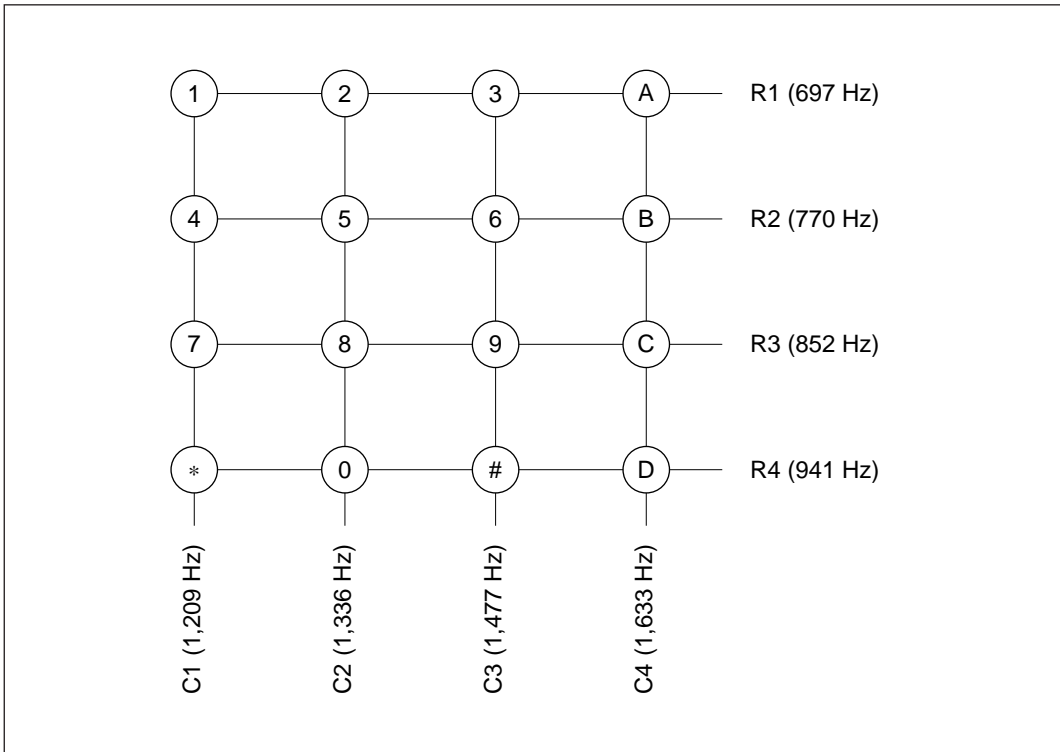 1 2 3 A R1 (697 Hz)
4 5 6 B R2 (770 Hz)
7 8 9 C R3 (852 Hz)
* 0 # D R4 (941 Hz)
C1 (1,209 Hz)
C2 (1,336 Hz)
C3 (1,477 Hz)
C4 (1,633 Hz)